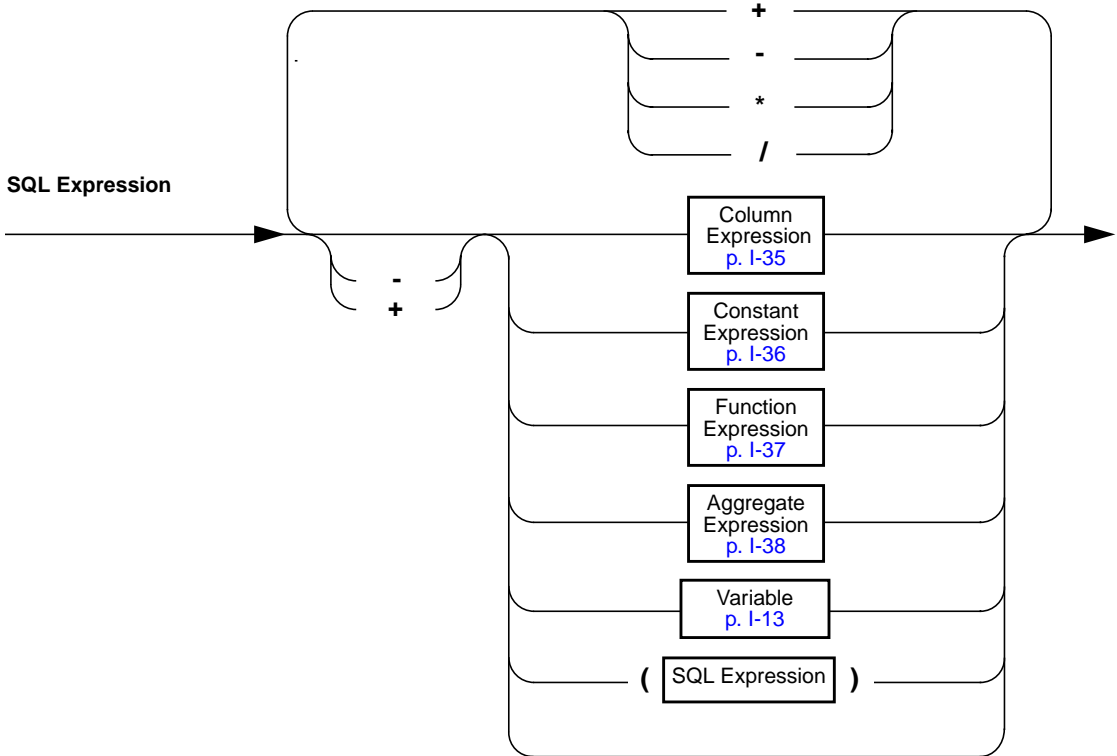 +
-
*
/
SQL Expression
Column
Expression
p. I-35
-
+
Constant
Expression
p. I-36
Function
Expression
p. I-37
Aggregate
Expression
p. I-38
Variable
p. I-13
( SQL Expression )